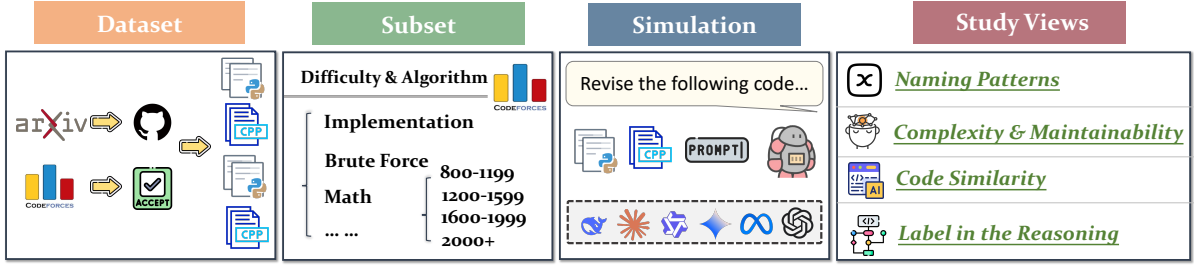 Dataset
arXiv
CODEFORCES
ACCEPT
CPP
CPP
Subset
Difficulty & Algorithm
CODEFORCES
Implementation
Brute Force
Math
... ...
800-1199
1200-1599
1600-1999
2000+
Simulation
Revise the following code...
CPP
PROMPT
Study Views
x
Naming Patterns
</>
Complexity & Maintainability
</>
AI
Code Similarity
</>
Label in the Reasoning